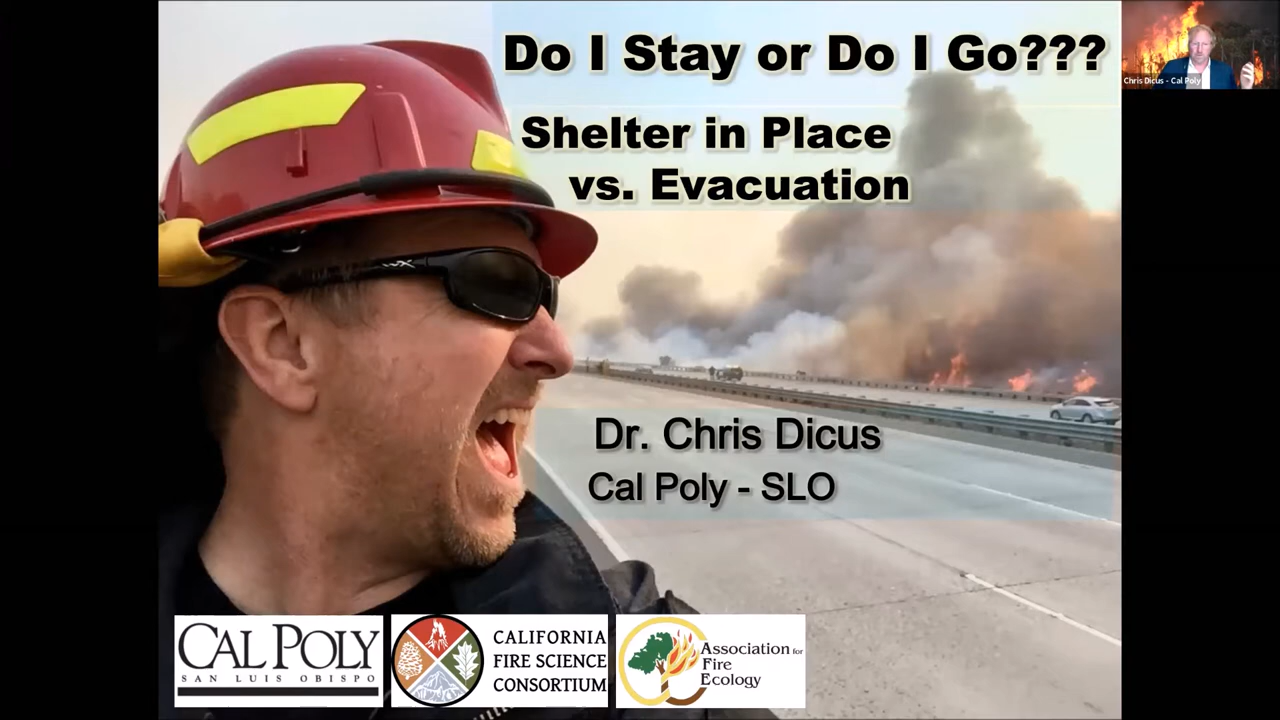 Do I Stay or Do I Go???
Shelter in Place
vs. Evacuation
Chris Dicus - Cal Poly
Dr. Chris Dicus
Cal Poly - SLO
CAL POLY
SAN LUIS OBISPO
CALIFORNIA
FIRE SCIENCE
CONSORTIUM
Association for
Fire
Ecology